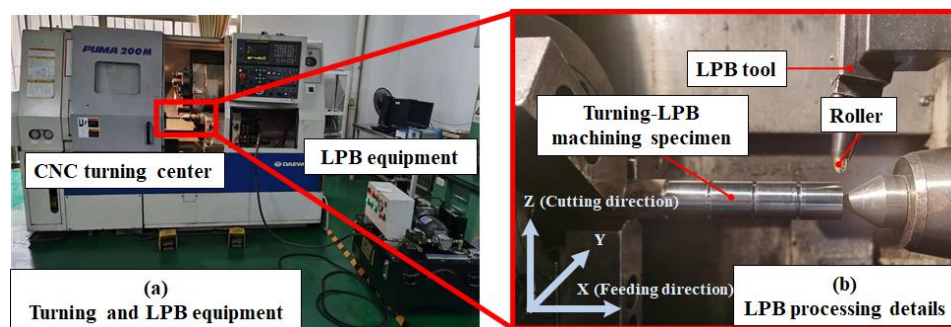 PUMA 200M
CNC turning center
LPB equipment
DAEWOO
(a)
Turning and LPB equipment
LPB tool
Roller
Turning-LPB
machining specimen
Z (Cutting direction)
Y
X (Feeding direction)
(b)
LPB processing details